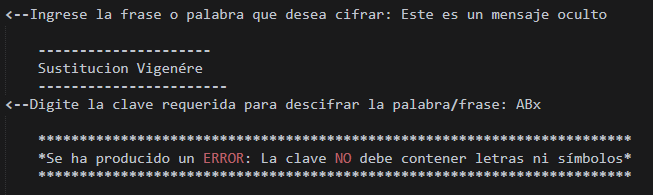 <--Ingrese la frase o palabra que desea cifrar: Este es un mensaje oculto
---------------------
Sustitucion Vigenére
-----------------------
<--Digite la clave requerida para descifrar la palabra/frase: ABx
************************************************************************
*Se ha producido un ERROR: La clave NO debe contener letras ni símbolos*
************************************************************************